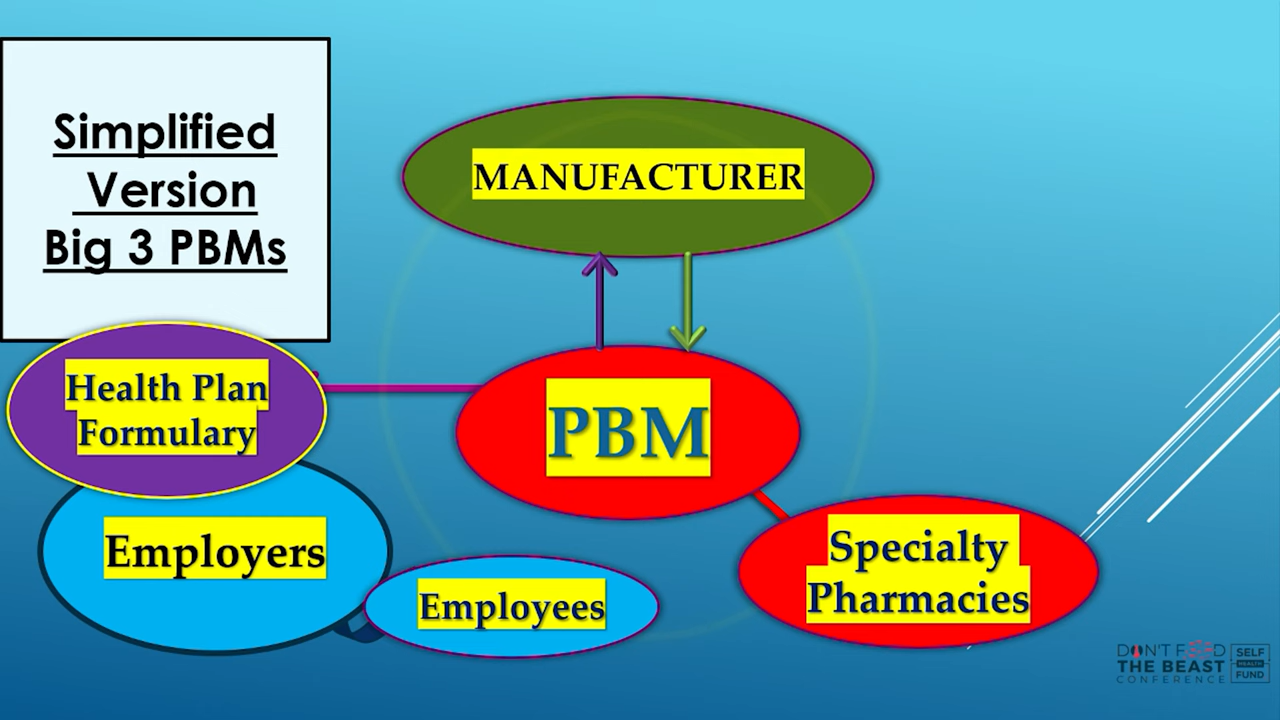 Simplified
Version
Big 3 PBMs
MANUFACTURER
Health Plan
Formulary
PBM
Employers
Employees
Specialty
Pharmacies
DON'T FEED
THE BEAST
CONFERENCE
SELF
HEALTH
FUND